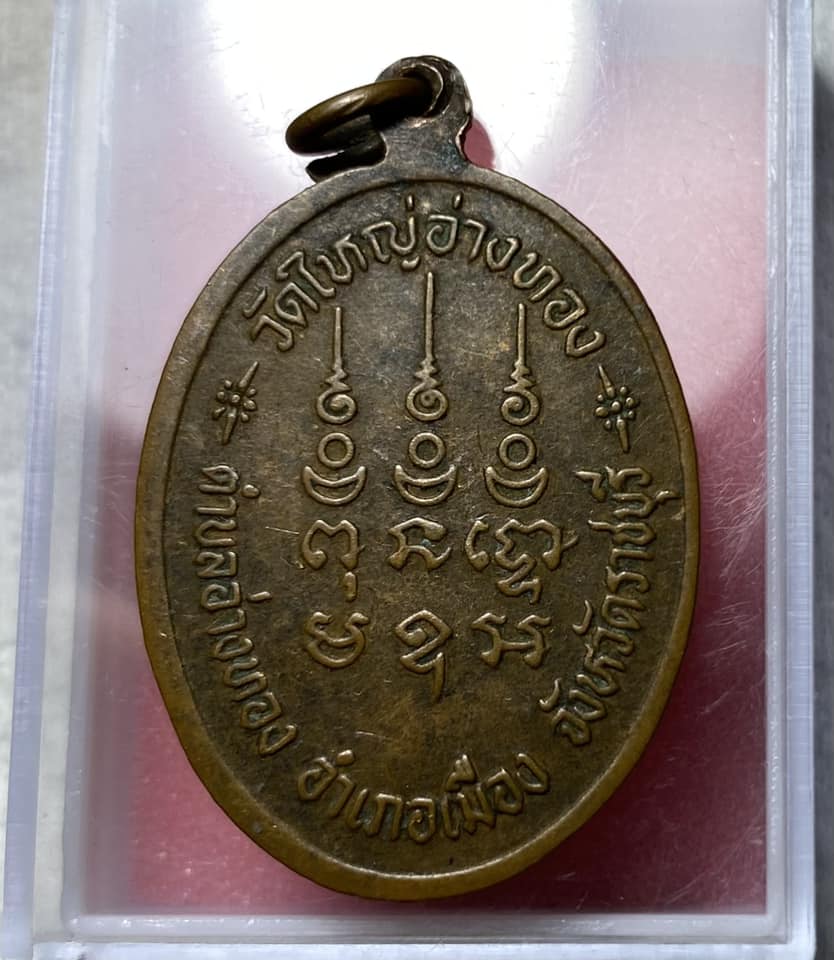 วัดใหญ่อ่างทอง
ตำบลอ่างทอง อำเภอเมือง จังหวัดราชบุรี